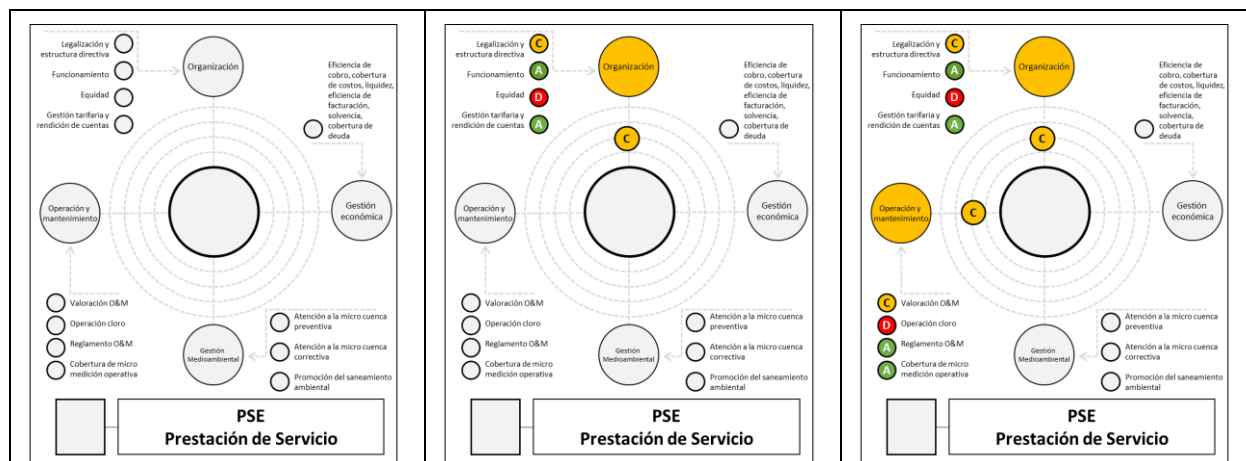 Legalización y
estructura directiva
Funcionamiento
Equidad
Gestión tarifaria y
rendición de cuentas
Organización
Eficiencia de
cobro, cobertura
de costos, liquidez,
eficiencia de
facturación,
solvencia,
cobertura de
deuda
Operación y
mantenimiento
Gestión
económica
Valoración O&M
Operación cloro
Reglamento O&M
Cobertura de micro
medición operativa
Gestión
Medioambiental
Atención a la micro cuenca
preventiva
Atención a la micro cuenca
correctiva
Promoción del saneamiento
ambiental
PSE
Prestación de Servicio
Legalización y
estructura directiva
C
Funcionamiento
A
Equidad
D
Gestión tarifaria y
rendición de cuentas
A
Organización
C
Eficiencia de
cobro, cobertura
de costos, liquidez,
eficiencia de
facturación,
solvencia,
cobertura de
deuda
Operación y
mantenimiento
Gestión
económica
Valoración O&M
Operación cloro
Reglamento O&M
Cobertura de micro
medición operativa
Gestión
Medioambiental
Atención a la micro cuenca
preventiva
Atención a la micro cuenca
correctiva
Promoción del saneamiento
ambiental
PSE
Prestación de Servicio
Legalización y
estructura directiva
C
Funcionamiento
A
Equidad
D
Gestión tarifaria y
rendición de cuentas
A
Organización
C
Eficiencia de
cobro, cobertura
de costos, liquidez,
eficiencia de
facturación,
solvencia,
cobertura de
deuda
Operación y
mantenimiento
C
Gestión
económica
C
Valoración O&M
D
Operación cloro
A
Reglamento O&M
A
Cobertura de micro
medición operativa
Gestión
Medioambiental
Atención a la micro cuenca
preventiva
Atención a la micro cuenca
correctiva
Promoción del saneamiento
ambiental
PSE
Prestación de Servicio